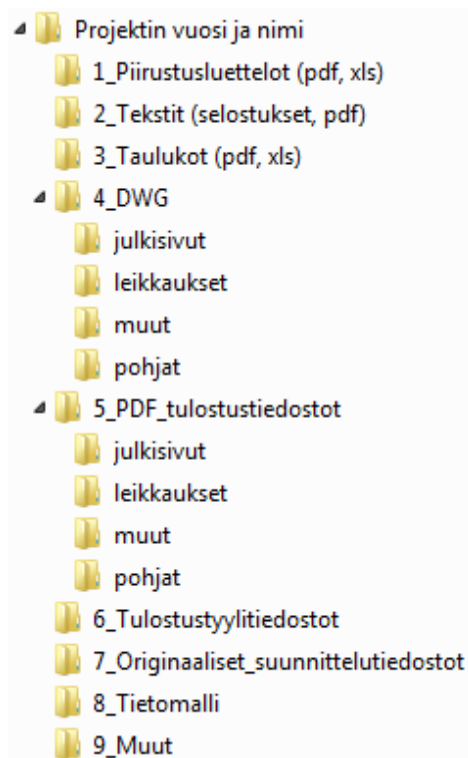 Projektin vuosi ja nimi
1_Piirustusluettelot (pdf, xls)
2_Tekstit (selostukset, pdf)
3_Taulukot (pdf, xls)
4_DWG
julkisivut
leikkaukset
muut
pohjat
5_PDF_tulostustiedostot
julkisivut
leikkaukset
muut
pohjat
6_Tulostustyylitiedostot
7_Originaaliset_suunnittelutiedostot
8_Tietomalli
9_Muut